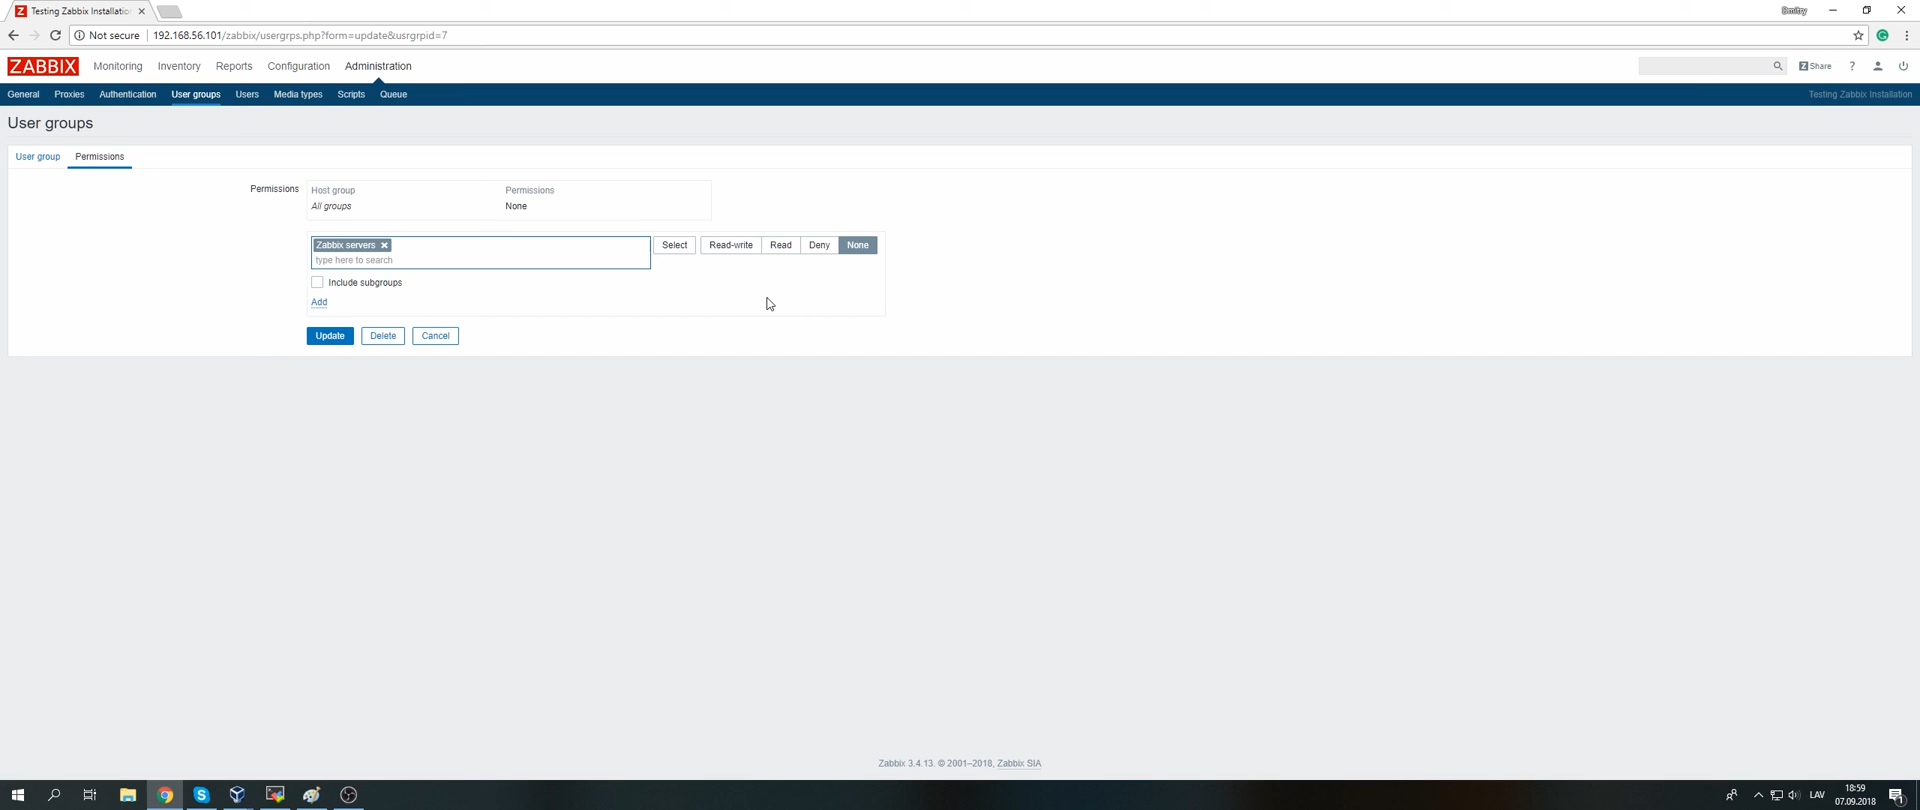 Testing Zabbix Installatio
Dmitry
Not secure
192.168.56.101/zabbix/usergrps.php?form=update&usrgrpid=7
ZABBIX
Monitoring
Inventory
Reports
Configuration
Administration
Z Share
?
General
Proxies
Authentication
User groups
Users
Media types
Scripts
Queue
Testing Zabbix Installation
User groups
User group
Permissions
Permissions
Host group
Permissions
All groups
None
Zabbix servers
type here to search
Select
Read-write
Read
Deny
None
Include subgroups
Add
Update
Delete
Cancel
Zabbix 3.4.13. © 2001–2018, Zabbix SIA
LAV
18:59
07.09.2018
1